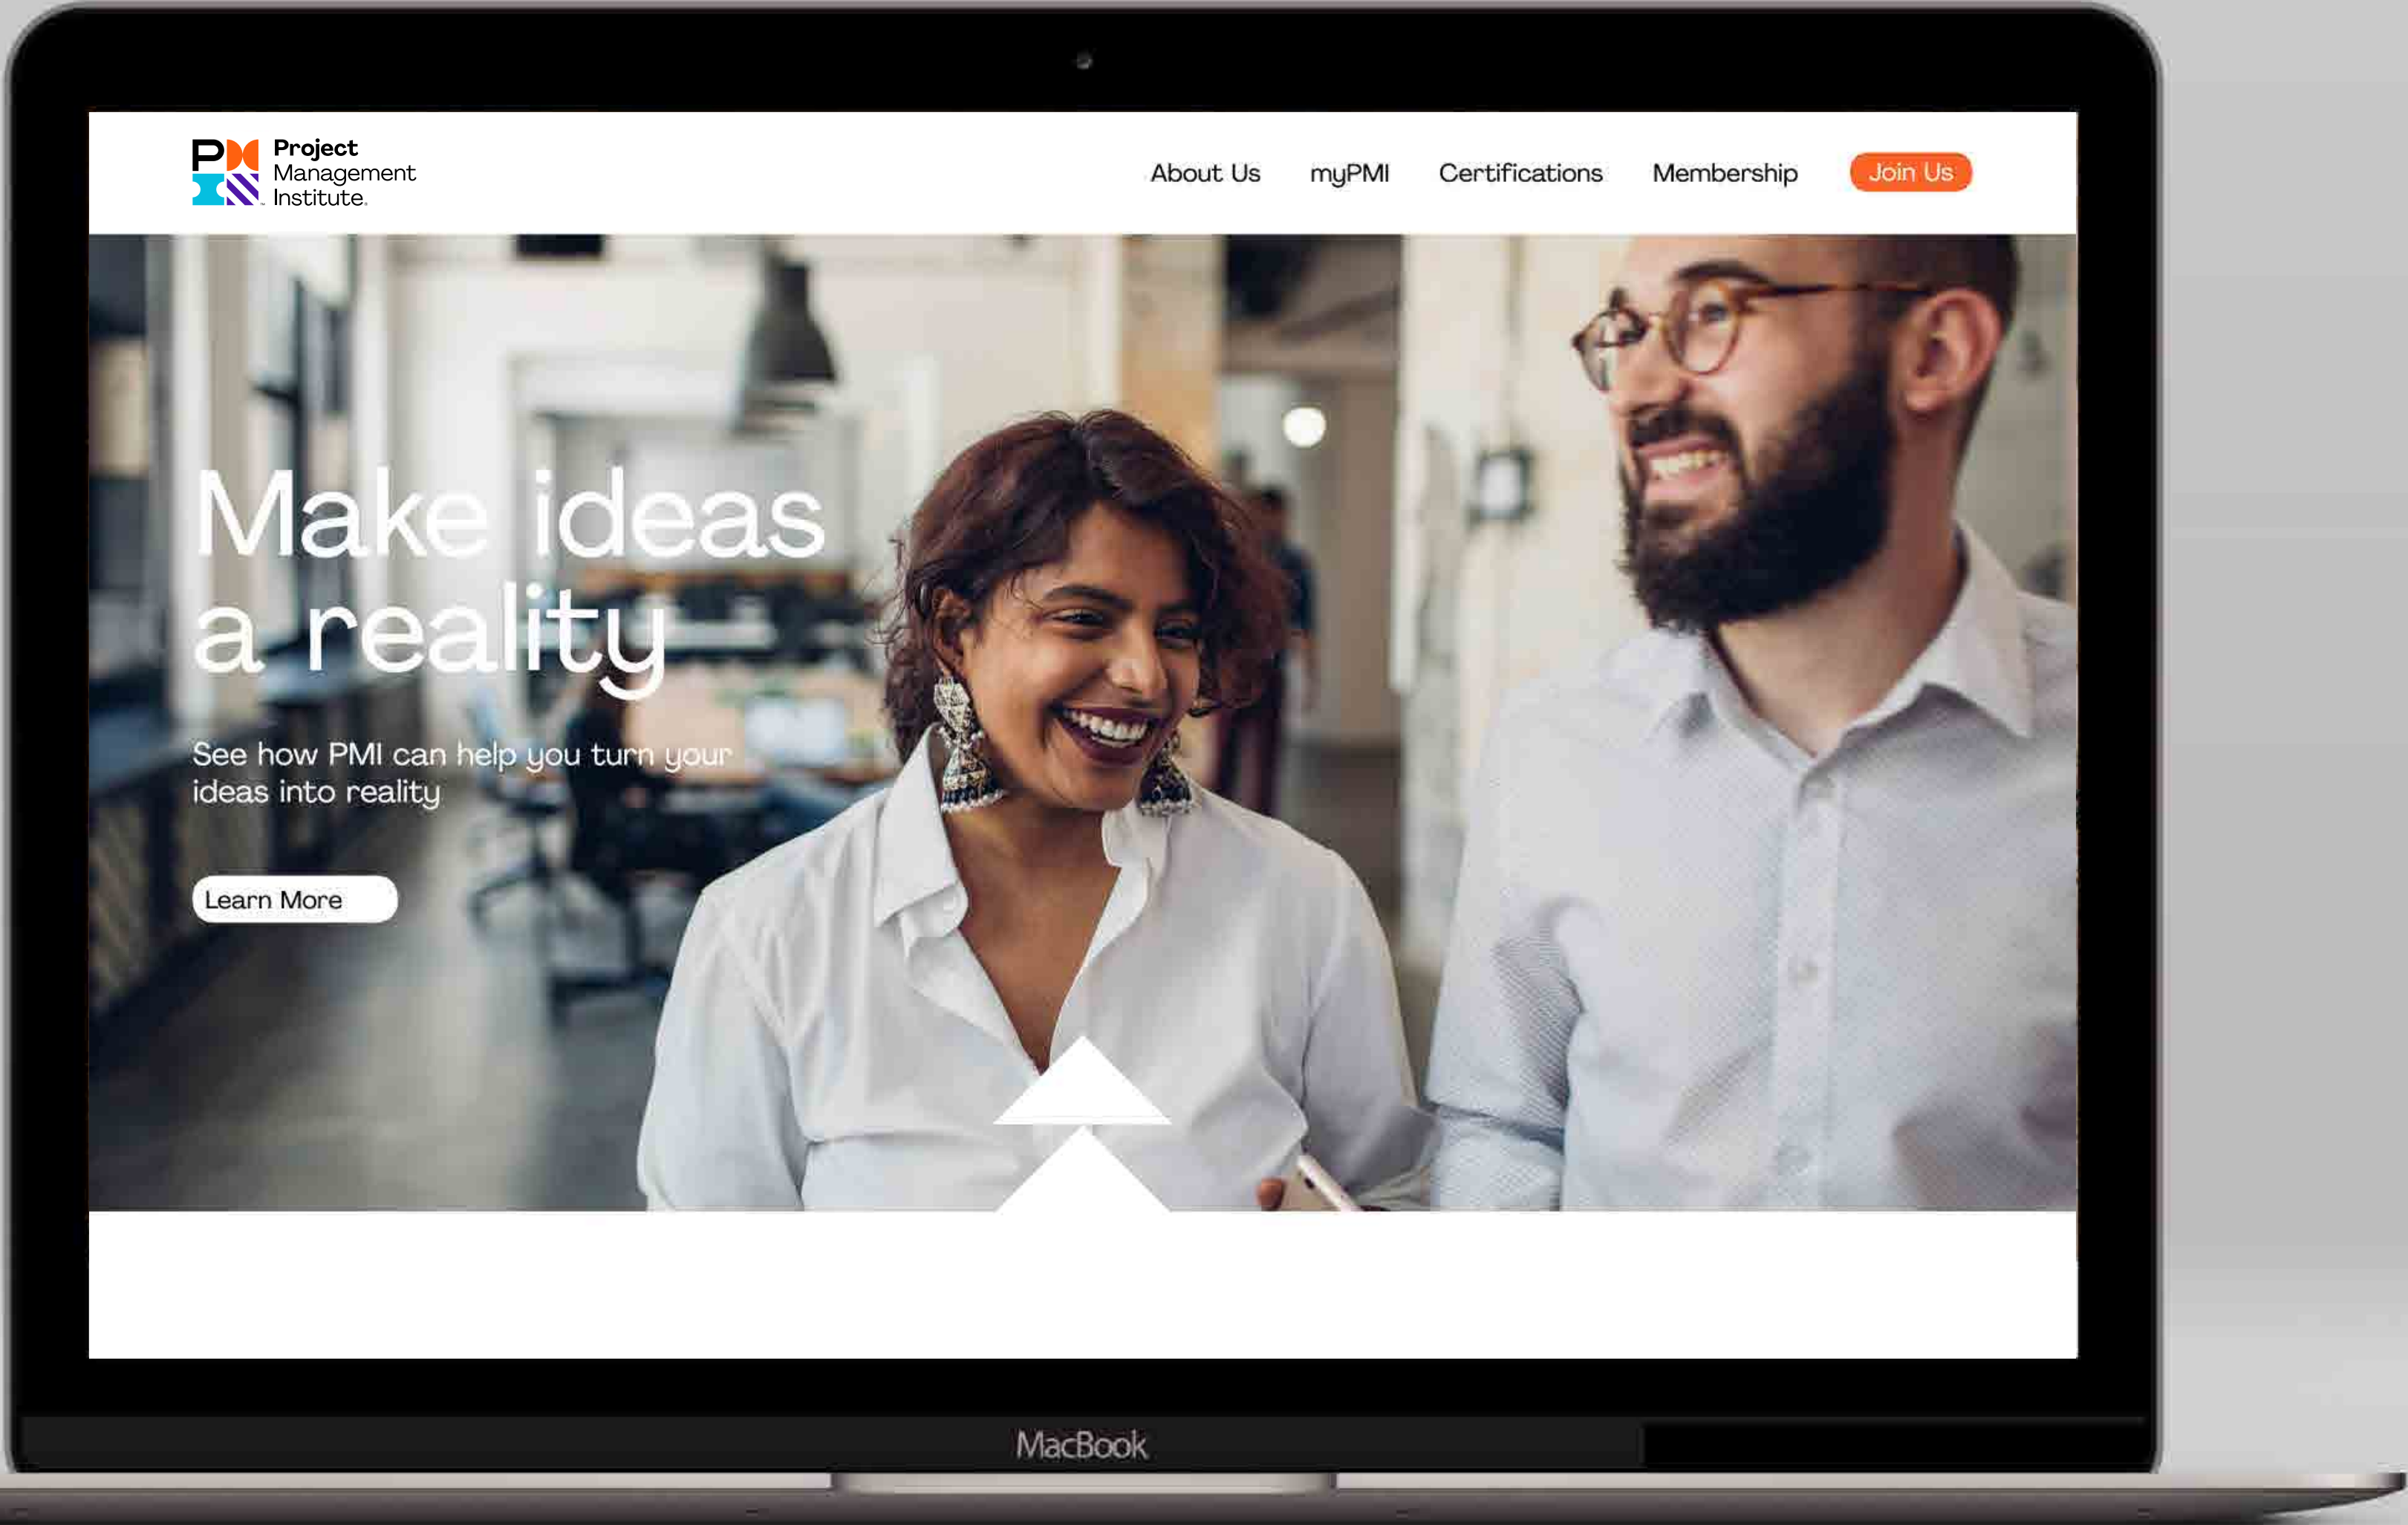 PM
Project
Management
Institute.
About Us
myPMI
Certifications
Membership
Join Us
Make ideas
a reality
See how PMI can help you turn your
ideas into reality
Learn More
MacBook